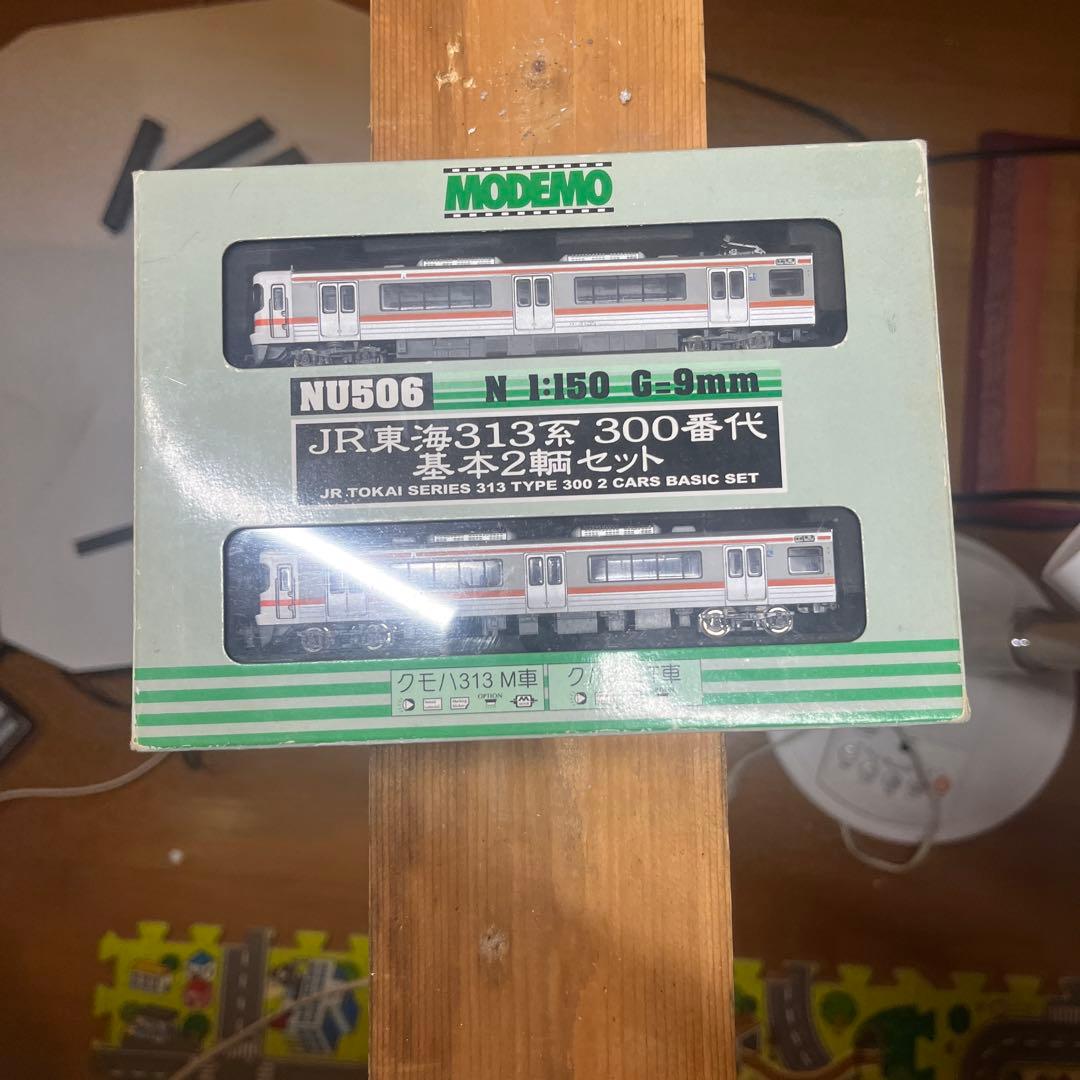 MODEMO
NU506
N 1:150 G=9mm
JR東海313系 300番代
基本2輌セット
JR TOKAI SERIES 313 TYPE 300 2 CARS BASIC SET
クモハ313 M車
OPTION
M